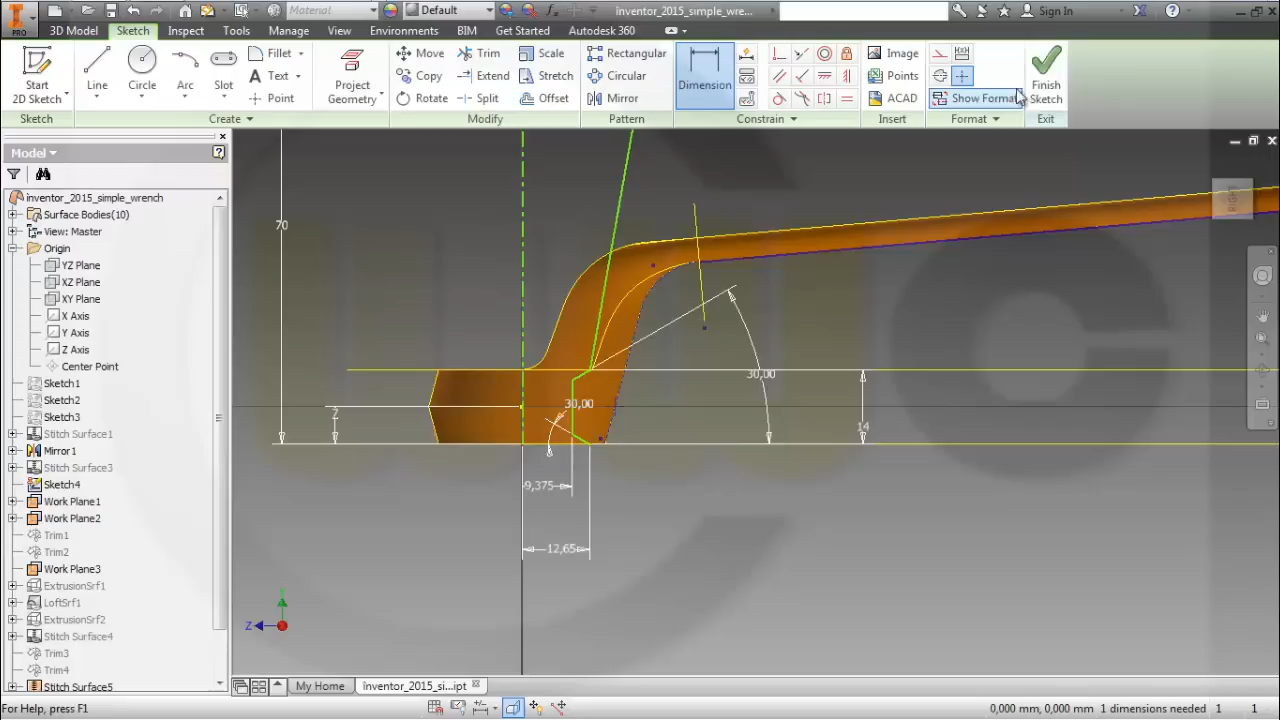 Material
Default
inventor_2015_simple_wre...
Sign In
PRO
3D Model Sketch Inspect Tools Manage View Environments BIM Get Started Autodesk 360
Start
2D Sketch
Line
Circle
Arc
Slot
Fillet
Text
Point
Project
Geometry
Move
Copy
Rotate
Trim
Extend
Split
Scale
Stretch
Offset
Rectangular
Circular
Mirror
Dimension
Image
Points
ACAD
Show Format
Finish
Sketch
Sketch Create Modify Pattern Constrain Insert Format Exit
Model
inventor_2015_simple_wrench
Surface Bodies(10)
View: Master
Origin
YZ Plane
XZ Plane
XY Plane
X Axis
Y Axis
Z Axis
Center Point
Sketch1
Sketch2
Sketch3
Stitch Surface1
Mirror1
Stitch Surface3
Sketch4
Work Plane1
Work Plane2
Trim1
Trim2
Work Plane3
ExtrusionSrf1
LoftSrf1
ExtrusionSrf2
Stitch Surface4
Trim3
Trim4
Stitch Surface5
70
30,00
30,00
14
7
9,375
12,65
Y
Z
RIGHT
My Home
inventor_2015_si...ipt
For Help, press F1
0,000 mm, 0,000 mm 1 dimensions needed 1 1